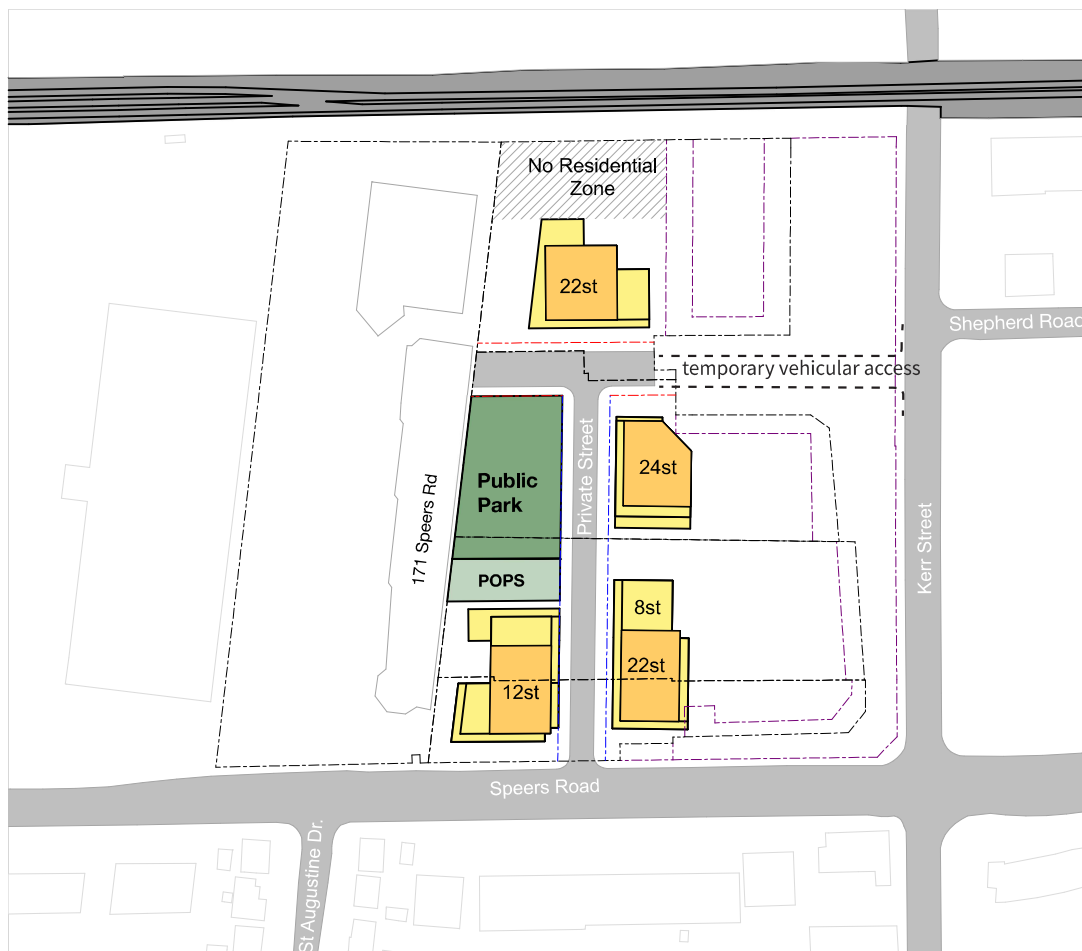 No Residential
Zone
22st
Shepherd Road
temporary vehicular access
24st
Public
Park
Private Street
171 Speers Rd
Kerr Street
POPS
8st
22st
12st
Speers Road
St Augustine Dr.